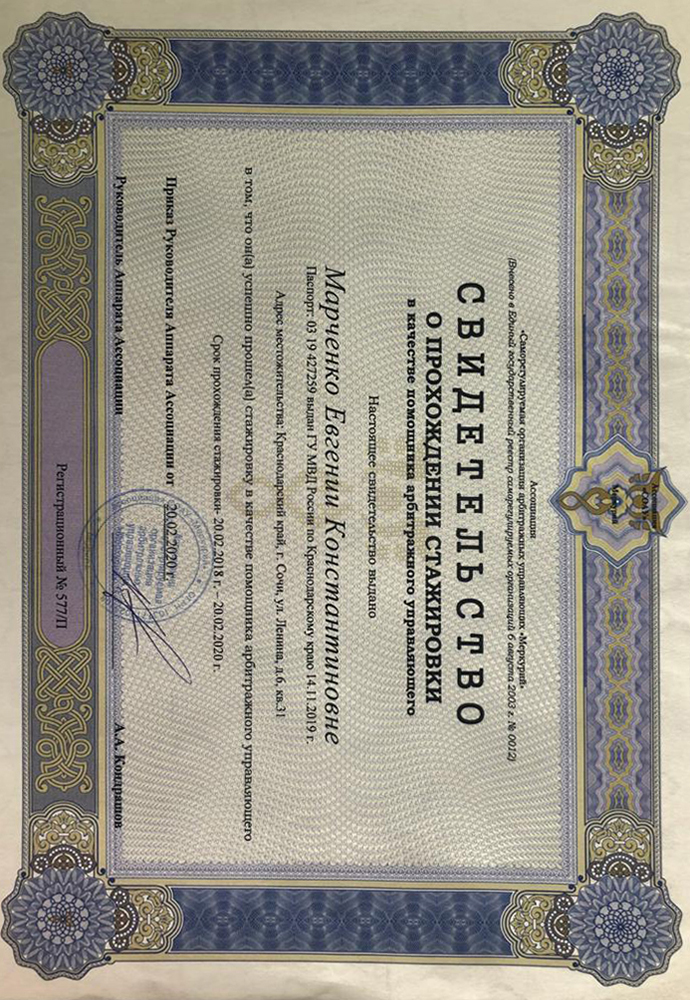 Ассоциация
«Саморегулируемая организация арбитражных управляющих «Меркурий»
(Внесено в Единый государственный реестр саморегулируемых организаций 6 августа 2003 г. № 0012)
СВИДЕТЕЛЬСТВО
О ПРОХОЖДЕНИИ СТАЖИРОВКИ
в качестве помощника арбитражного управляющего
Настоящее свидетельство выдано
Марченко Евгении Константиновне
Паспорт: 03 19 427259 выдан ГУ МВД России по Краснодарскому краю 14.11.2019 г.
Адрес местожительства: Краснодарский край, г. Сочи, ул. Ленина, д.6, кв.31
в том, что он(а) успешно прошел(а) стажировку в качестве помощника арбитражного управляющего
Срок прохождения стажировки- 20.02.2018 г. – 20.02.2020 г.
Приказ Руководителя Аппарата Ассоциации от 20.02.2020 г.
Руководитель Аппарата Ассоциации А.А. Кондрашов
Регистрационный № 577/П